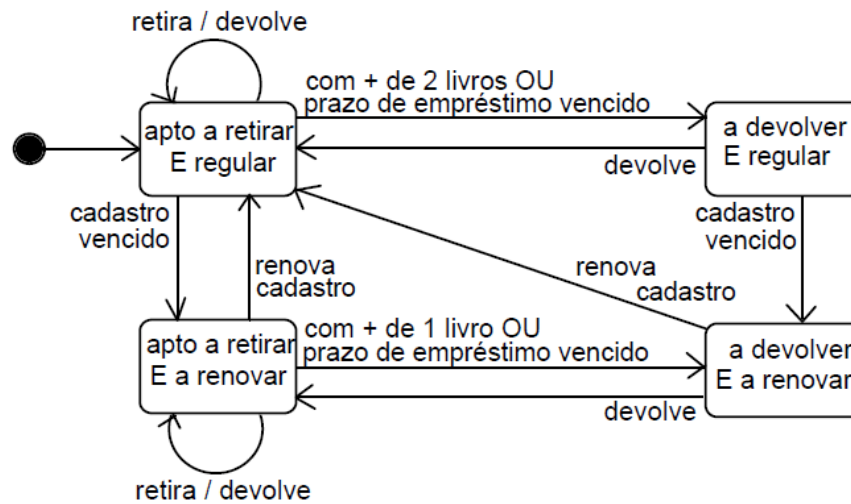 retira / devolve
com + de 2 livros OU
prazo de empréstimo vencido
apto a retirar
E regular
a devolver
E regular
devolve
cadastro
vencido
renova
cadastro
renova
cadastro
cadastro
vencido
apto a retirar
E a renovar
com + de 1 livro OU
prazo de empréstimo vencido
a devolver
E a renovar
devolve
retira / devolve